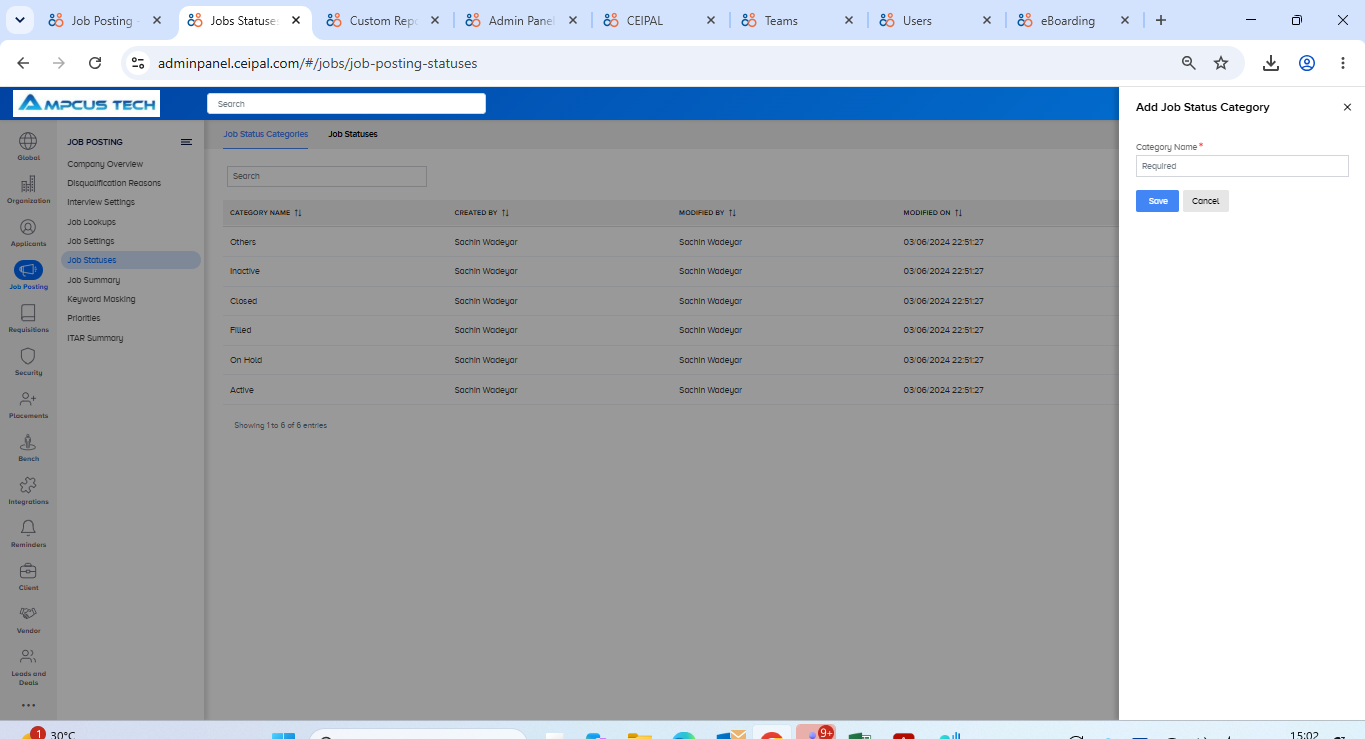 Job Posting -
Jobs Statuse
Custom Repo
Admin Panel
CEIPAL
Teams
Users
eBoarding
adminpanel.ceipal.com/#/jobs/job-posting-statuses
AMPCUS TECH
Search
Add Job Status Category
Category Name*
Required
Save
Cancel
Global
Organization
Applicants
Job Posting
Requisitions
Security
Placements
Bench
Integrations
Reminders
Client
Vendor
Leads and
Deals
JOB POSTING
Company Overview
Disqualification Reasons
Interview Settings
Job Lookups
Job Settings
Job Statuses
Job Summary
Keyword Masking
Priorities
ITAR Summary
Job Status Categories Job Statuses
Search
CATEGORY NAME CREATED BY MODIFIED BY MODIFIED ON
Others Sachin Wadeyar Sachin Wadeyar 03/06/2024 22:51:27
Inactive Sachin Wadeyar Sachin Wadeyar 03/06/2024 22:51:27
Closed Sachin Wadeyar Sachin Wadeyar 03/06/2024 22:51:27
Filled Sachin Wadeyar Sachin Wadeyar 03/06/2024 22:51:27
On Hold Sachin Wadeyar Sachin Wadeyar 03/06/2024 22:51:27
Active Sachin Wadeyar Sachin Wadeyar 03/06/2024 22:51:27
Showing 1 to 6 of 6 entries
1
30°C
9+
15:02